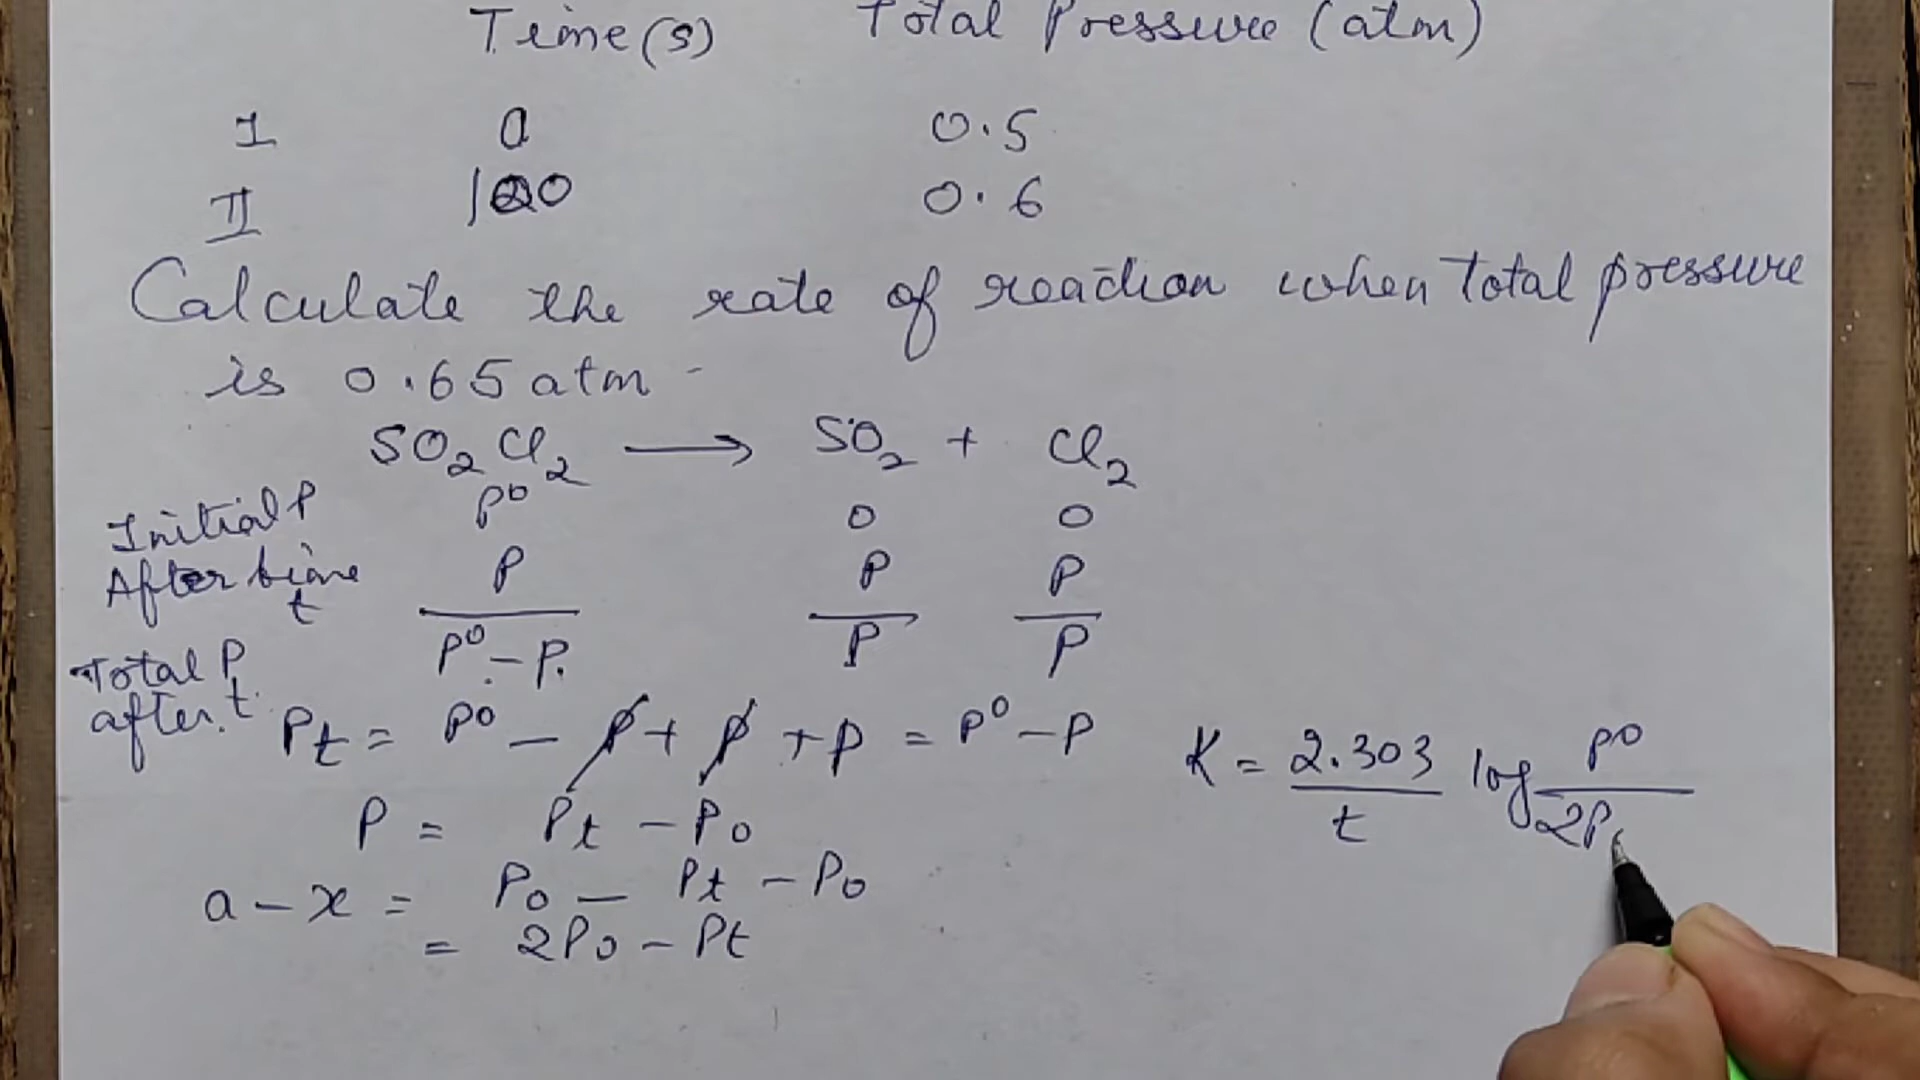 Time(s) Total Pressure (atm)
I 0 0.5
II 100 0.6
Calculate the rate of reaction when Total pressure
is 0.65 atm -
SO₂Cl₂ ⟶ SO₂ + Cl₂
Initial P P⁰ 0 0
After time t P P P
P⁰ - P. P P
Total P after t. Pt = P⁰ - P + P + P = P⁰ - P
K = 2.303/t log P⁰/2P
P = Pt - P₀
a - x = P₀ - Pt - P₀
= 2P₀ - Pt